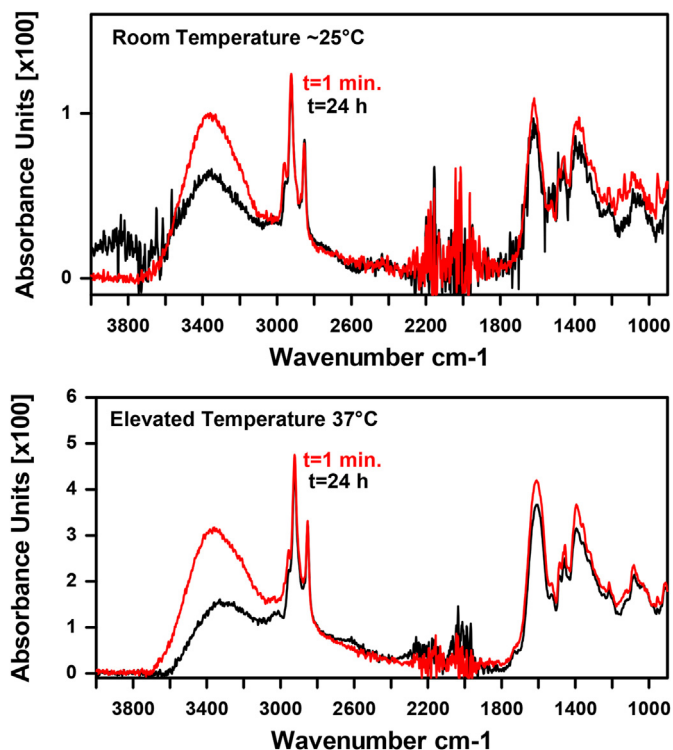 Room Temperature ~25°C
t=1 min.
t=24 h
Absorbance Units [x100]
1
0
3800 3400 3000 2600 2200 1800 1400 1000
Wavenumber cm-1
Elevated Temperature 37°C
t=1 min.
t=24 h
Absorbance Units [x100]
6
5
4
3
2
1
0
3800 3400 3000 2600 2200 1800 1400 1000
Wavenumber cm-1